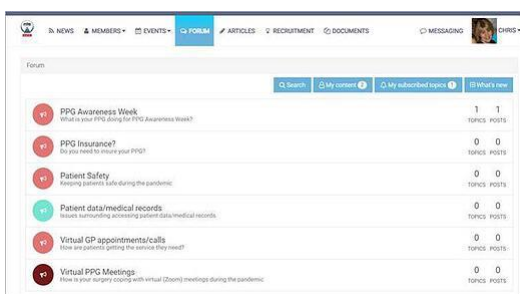 NEWS MEMBERS EVENTS FORUM ARTICLES RECRUITMENT DOCUMENTS MESSAGING CHRIS
Forum
Search My content 2 My subscribed topics 1 What's new
PPG Awareness Week 1 1
What is your PPG doing for PPG Awareness Week? TOPICS POSTS
PPG Insurance? 0 0
Do you need to insure your PPG? TOPICS POSTS
Patient Safety 0 0
Keeping patients safe during the pandemic TOPICS POSTS
Patient data/medical records 0 0
Issues surrounding accessing patient data/medical records. TOPICS POSTS
Virtual GP appointments/calls 0 0
How are patients getting the service they need? TOPICS POSTS
Virtual PPG Meetings 0 0
How is your surgery coping with virtual (Zoom) meetings during the pandemic TOPICS POSTS